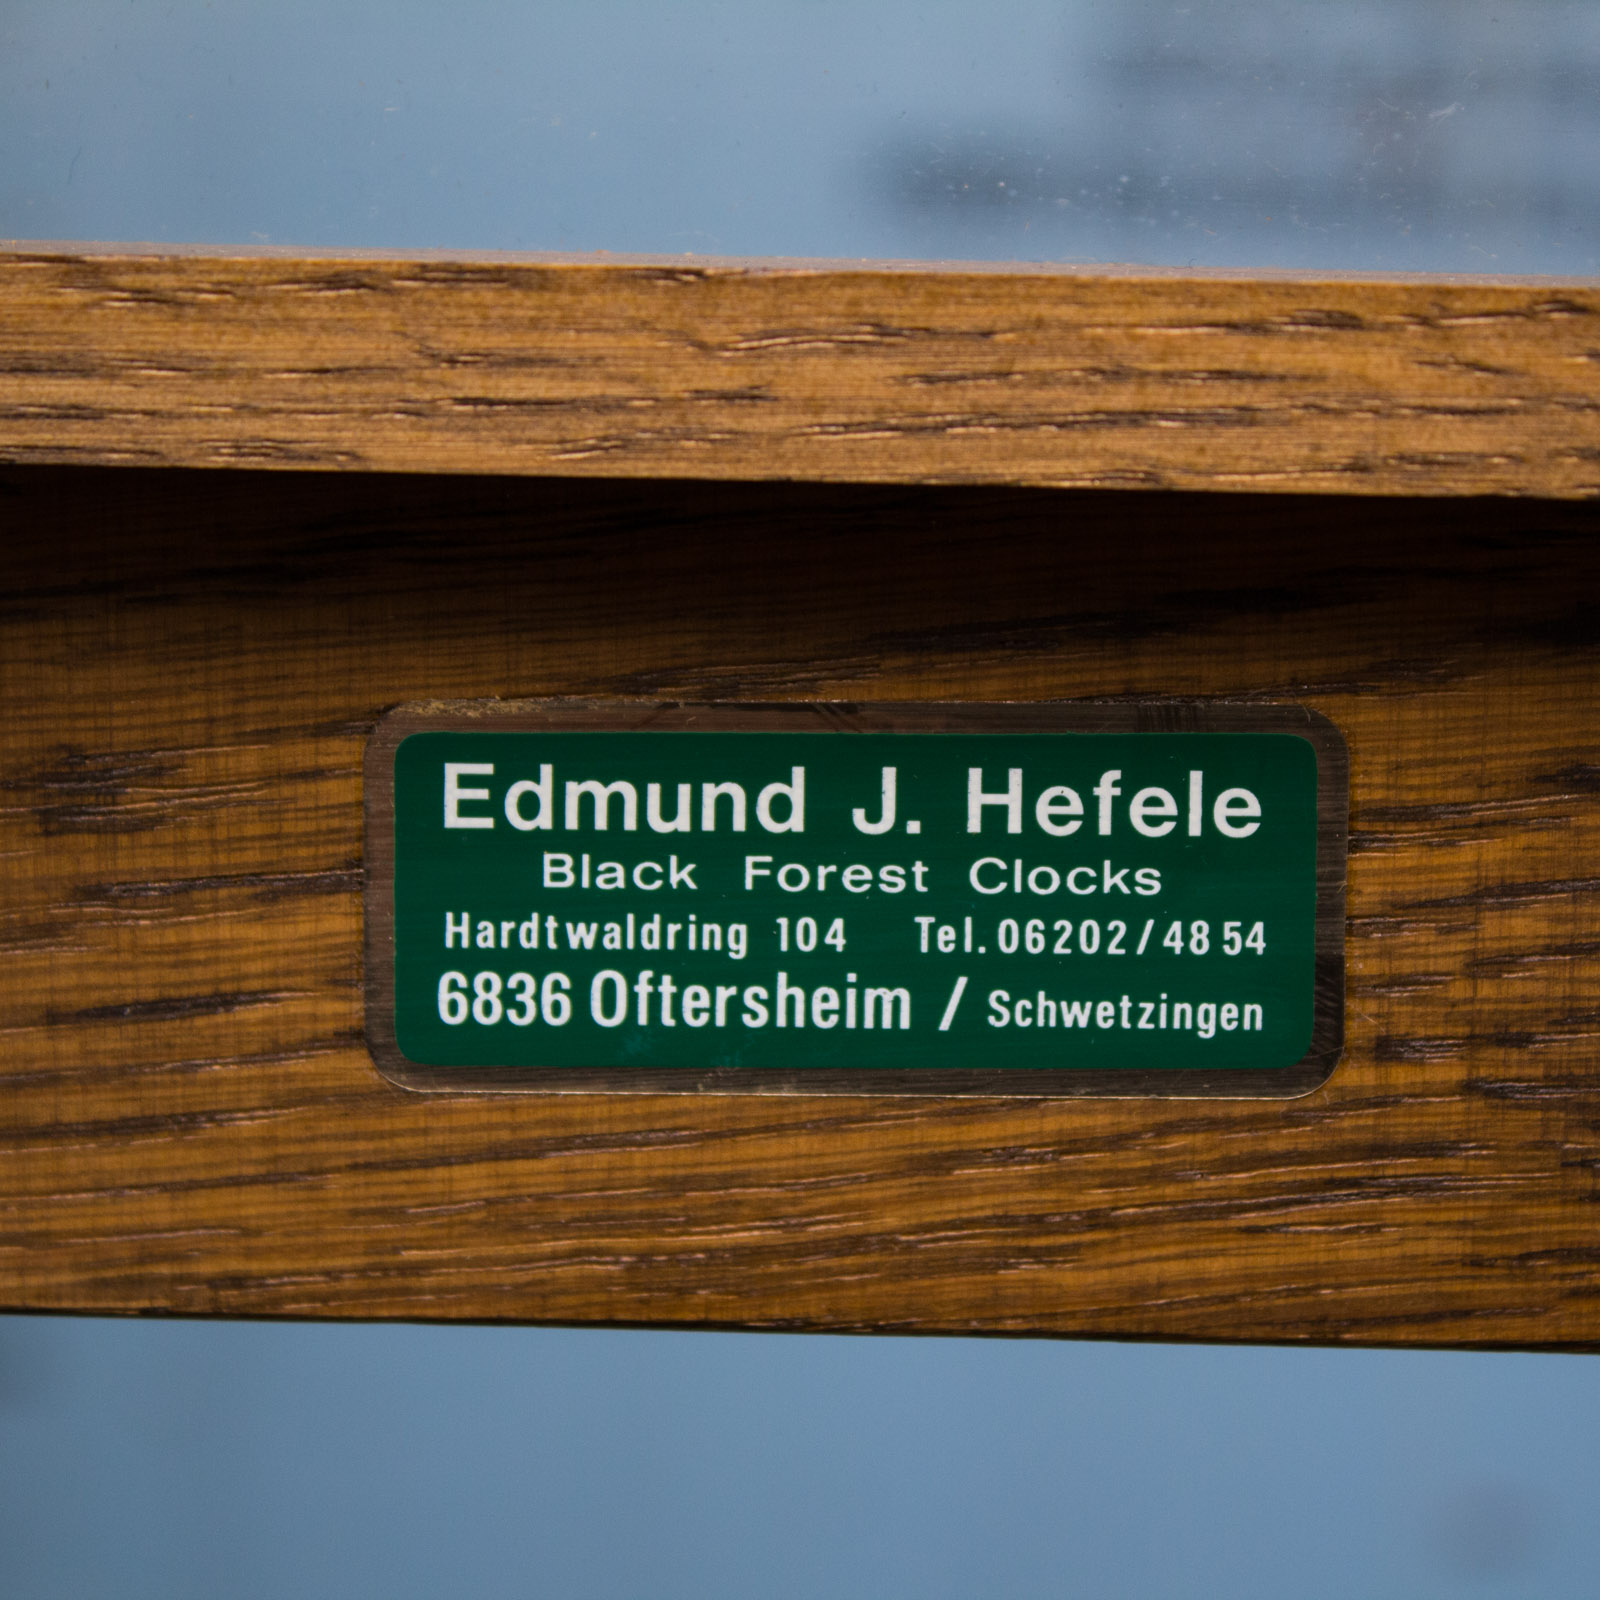 Edmund J. Hefele
Black Forest Clocks
Hardtwaldring 104 Tel. 06202/48 54
6836 Oftersheim / Schwetzingen